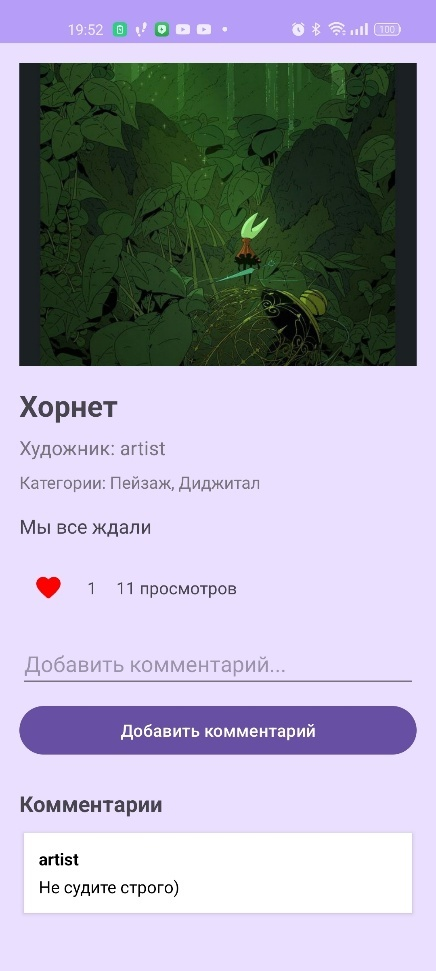 19:52
100
Хорнет
Художник: artist
Категории: Пейзаж, Диджитал
Мы все ждали
1 11 просмотров
Добавить комментарий...
Добавить комментарий
Комментарии
artist
Не судите строго)